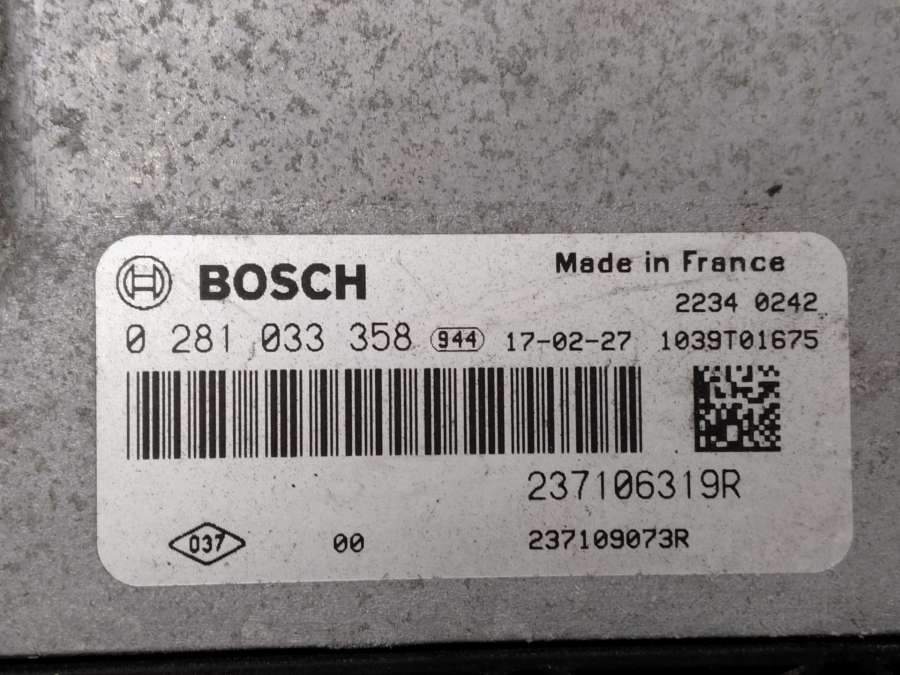 BOSCH
Made in France
2234 0242
0 281 033 358 944 17-02-27 1039T01675
237106319R
037 00 237109073R